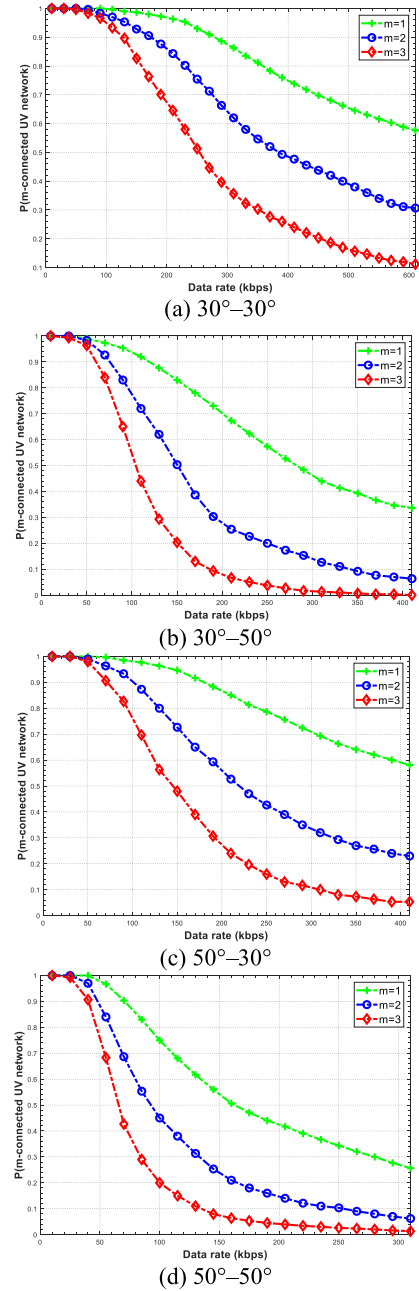 1
0.9
0.8
0.7
0.6
0.5
0.4
0.3
0.2
0.1
P(m-connected UV network)
m=1
m=2
m=3
0 100 200 300 400 500 600
Data rate (kbps)
(a) 30°–30°
1
0.9
0.8
0.7
0.6
0.5
0.4
0.3
0.2
0.1
0
P(m-connected UV network)
m=1
m=2
m=3
0 50 100 150 200 250 300 350 400
Data rate (kbps)
(b) 30°–50°
1
0.9
0.8
0.7
0.6
0.5
0.4
0.3
0.2
0.1
0
P(m-connected UV network)
m=1
m=2
m=3
0 50 100 150 200 250 300 350 400
Data rate (kbps)
(c) 50°–30°
1
0.9
0.8
0.7
0.6
0.5
0.4
0.3
0.2
0.1
0
P(m-connected UV network)
m=1
m=2
m=3
0 50 100 150 200 250 300
Data rate (kbps)
(d) 50°–50°